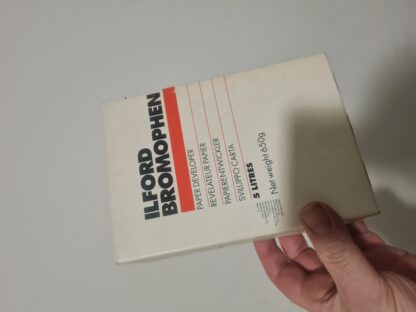 ILFORD
BROMOPHEN
PAPER DEVELOPER
REVELATEUR PAPIER
PAPIERENTWICKLER
SVILUPPO CARTA
5 LITRES
Net weight 650g